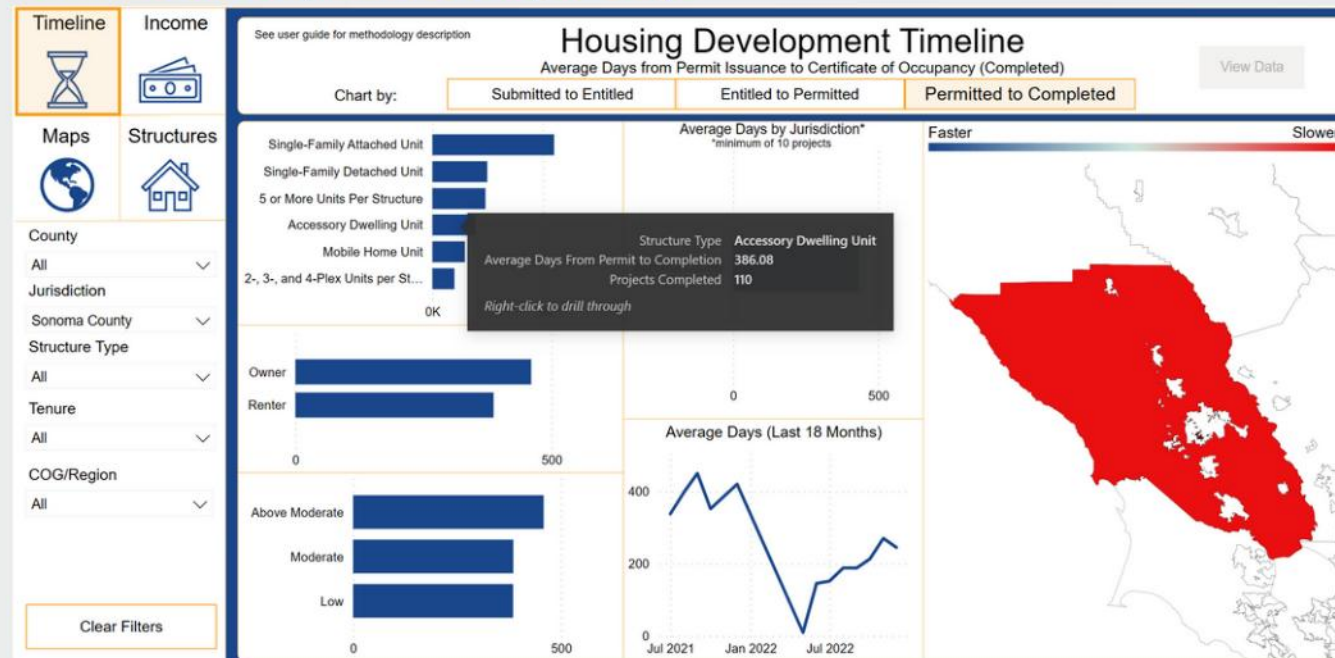 Timeline
Income
Maps
Structures
County
All
Jurisdiction
Sonoma County
Structure Type
All
Tenure
All
COG/Region
All
Clear Filters
See user guide for methodology description
Housing Development Timeline
Average Days from Permit Issuance to Certificate of Occupancy (Completed)
View Data
Chart by:
Submitted to Entitled
Entitled to Permitted
Permitted to Completed
Single-Family Attached Unit
Single-Family Detached Unit
5 or More Units Per Structure
Accessory Dwelling Unit
Mobile Home Unit
2-, 3-, and 4-Plex Units per St...
0K
Structure Type Accessory Dwelling Unit
Average Days From Permit to Completion 386.08
Projects Completed 110
Right-click to drill through
Owner
Renter
0 500
Above Moderate
Moderate
Low
0 500
Average Days by Jurisdiction*
*minimum of 10 projects
0 500
Average Days (Last 18 Months)
400
200
0
Jul 2021 Jan 2022 Jul 2022
Faster Slower